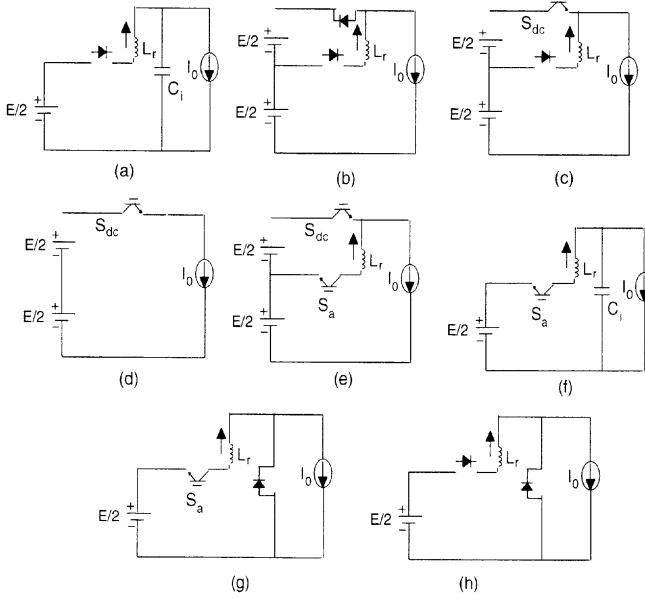 E/2 + − L_r C_i I_0
(a)
E/2 + − E/2 + − L_r I_0
(b)
S_dc E/2 + − E/2 + − L_r I_0
(c)
S_dc E/2 + − E/2 + − I_0
(d)
S_dc E/2 + − E/2 + − S_a L_r I_0
(e)
E/2 + − S_a L_r C_i I_0
(f)
E/2 + − S_a L_r I_0
(g)
E/2 + − L_r I_0
(h)